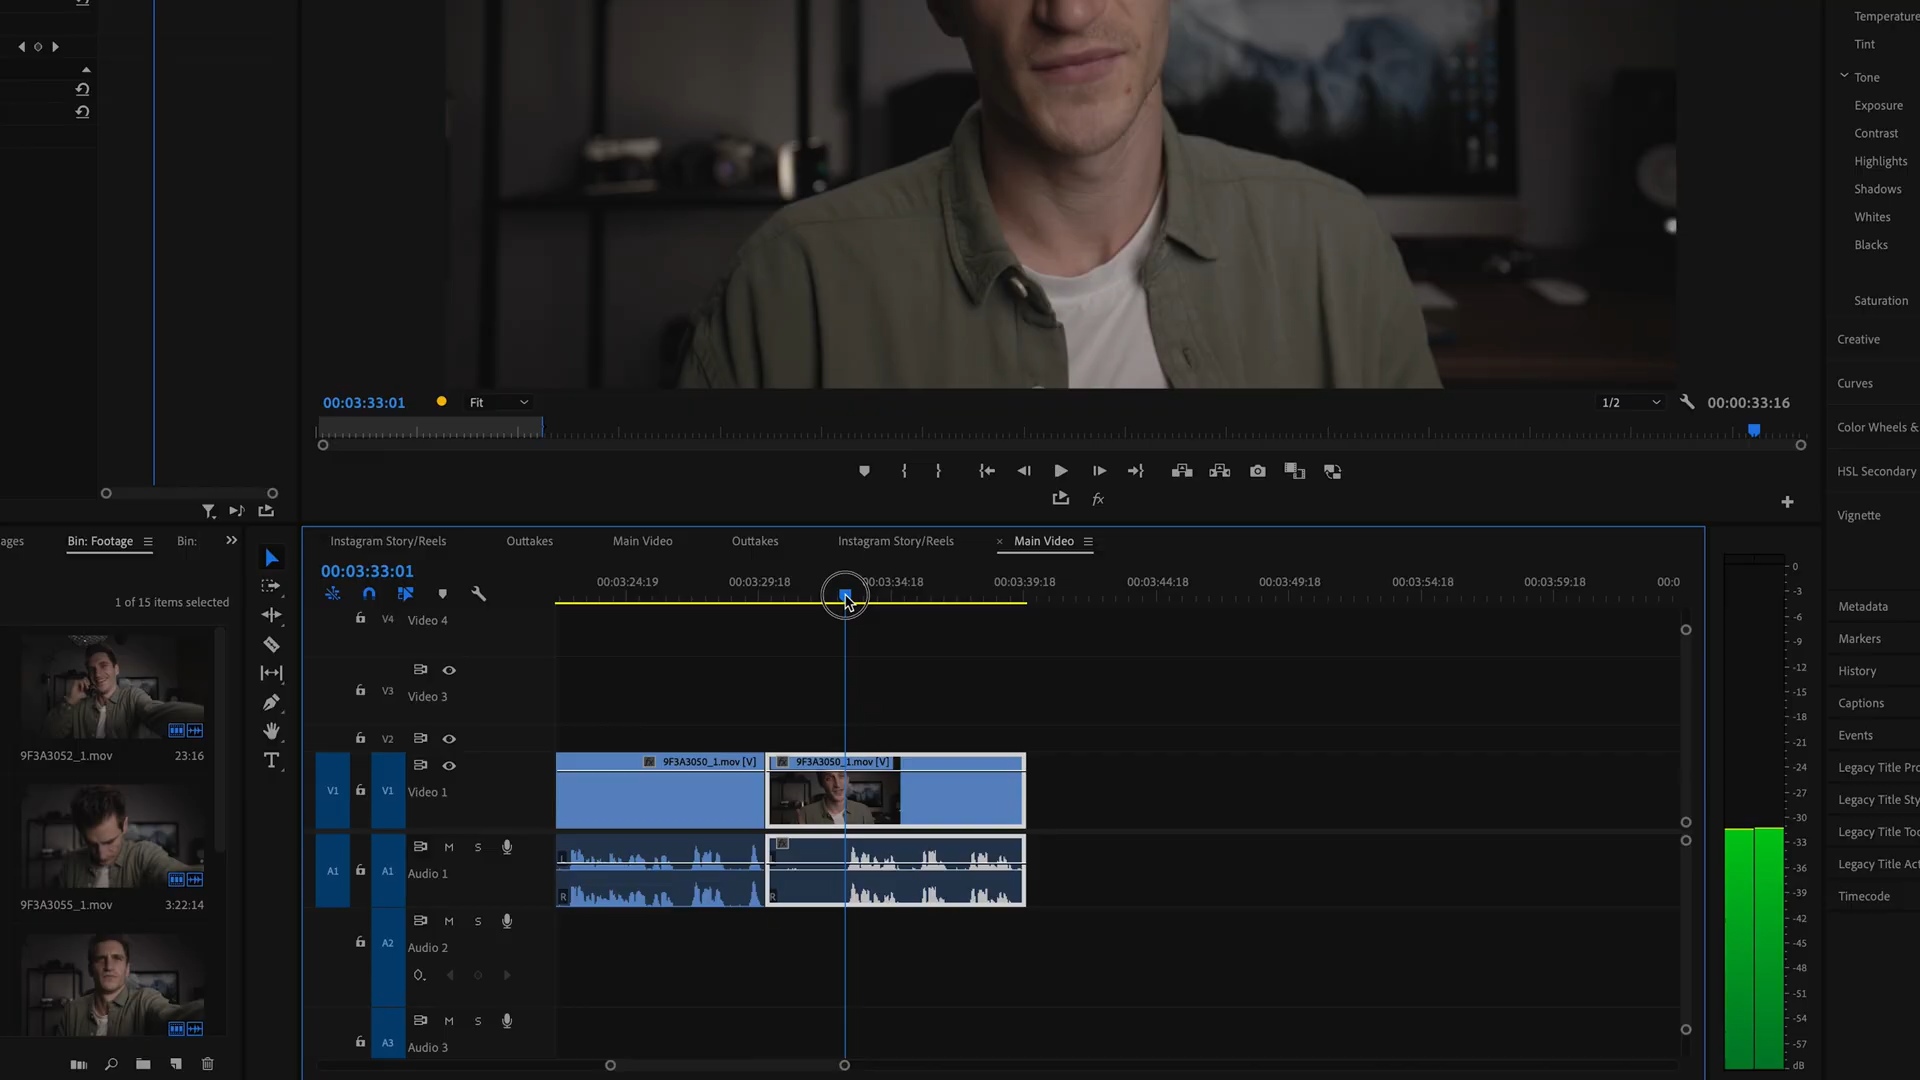 Temperature
Tint
Tone
Exposure
Contrast
Highlights
Shadows
Whites
Blacks
Saturation
Creative
Curves
Color Wheels &
HSL Secondary
Vignette
00:03:33:01
Fit
1/2
00:00:33:16
fx
ages
Bin: Footage
Bin:
1 of 15 items selected
9F3A3052_1.mov
23:16
9F3A3055_1.mov
3:22:14
T
Instagram Story/Reels
Outtakes
Main Video
Outtakes
Instagram Story/Reels
× Main Video
00:03:33:01
00:03:24:19
00:03:29:18
00:03:34:18
00:03:39:18
00:03:44:18
00:03:49:18
00:03:54:18
00:03:59:18
00:0
V4
Video 4
V3
Video 3
V2
V1
V1
Video 1
fx 9F3A3050_1.mov [V]
fx 9F3A3050_1.mov [V]
A1
A1
M
S
Audio 1
L
R
fx
R
A2
M
S
Audio 2
A3
M
S
Audio 3
0
-3
-6
-9
-12
-15
-18
-21
-24
-27
-30
-33
-36
-39
-42
-45
-48
-51
-54
-57
dB
Metadata
Markers
History
Captions
Events
Legacy Title Pro
Legacy Title Sty
Legacy Title Too
Legacy Title Act
Timecode